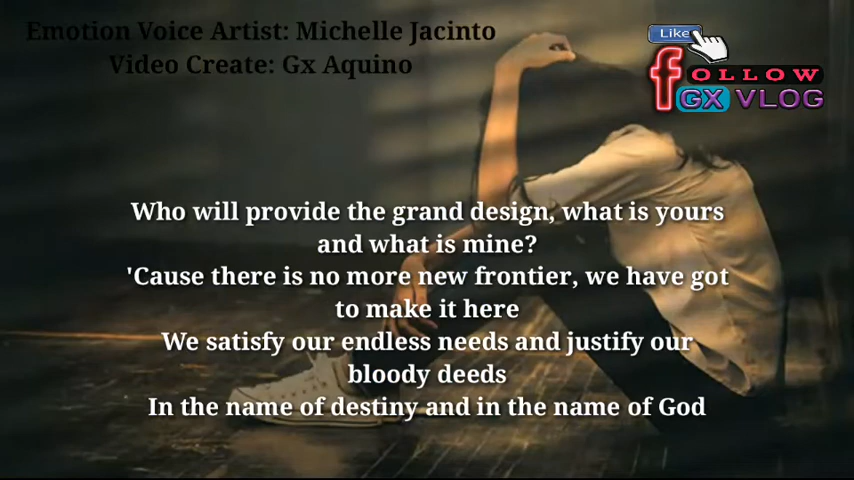 Emotion Voice Artist: Michelle Jacinto
Video Create: Gx Aquino
Like
fOLLOW
GX VLOG
Who will provide the grand design, what is yours
and what is mine?
'Cause there is no more new frontier, we have got
to make it here
We satisfy our endless needs and justify our
bloody deeds
In the name of destiny and in the name of God